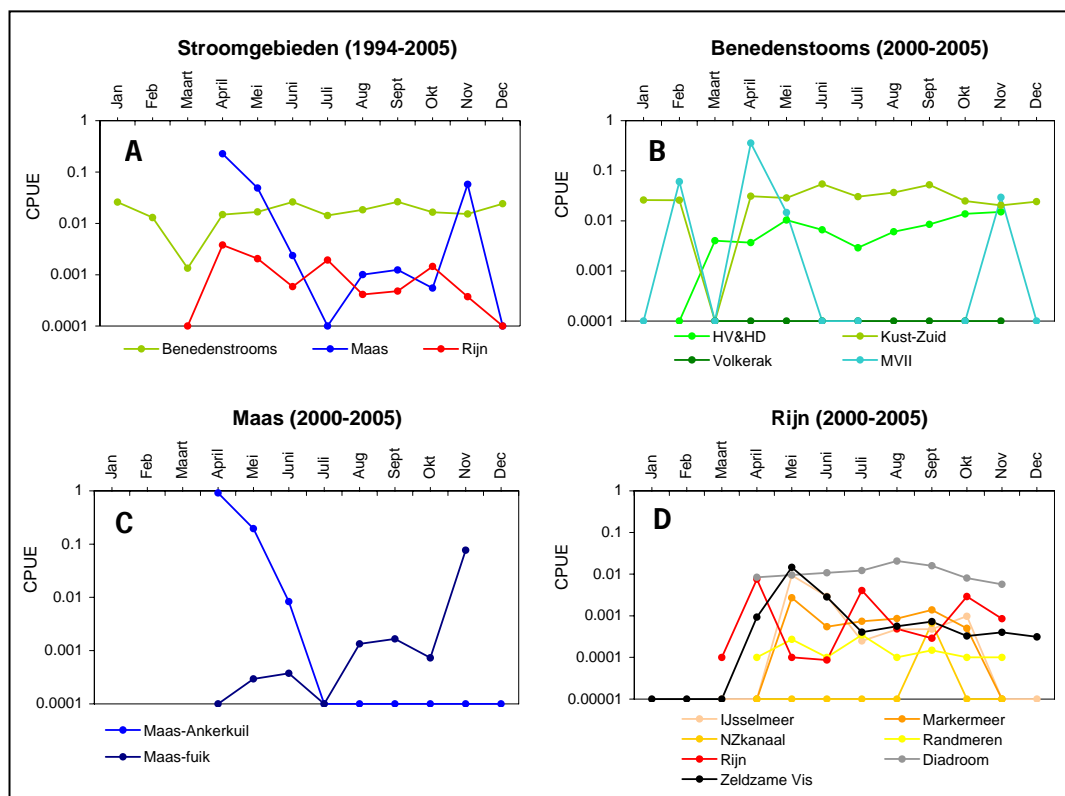 Stroomgebieden (1994-2005)
Jan Feb Maart April Mei Juni Juli Aug Sept Okt Nov Dec
A
CPUE
1
0.1
0.01
0.001
0.0001
Benedenstrooms Maas Rijn
Benedenstooms (2000-2005)
Jan Feb Maart April Mei Juni Juli Aug Sept Okt Nov Dec
B
CPUE
1
0.1
0.01
0.001
0.0001
HV&HD Kust-Zuid
Volkerak MVII
Maas (2000-2005)
Jan Feb Maart April Mei Juni Juli Aug Sept Okt Nov Dec
C
CPUE
1
0.1
0.01
0.001
0.0001
Maas-Ankerkuil
Maas-fuik
Rijn (2000-2005)
Jan Feb Maart April Mei Juni Juli Aug Sept Okt Nov Dec
D
CPUE
1
0.1
0.01
0.001
0.0001
0.00001
IJsselmeer Markermeer
NZkanaal Randmeren
Rijn Diadroom
Zeldzame Vis